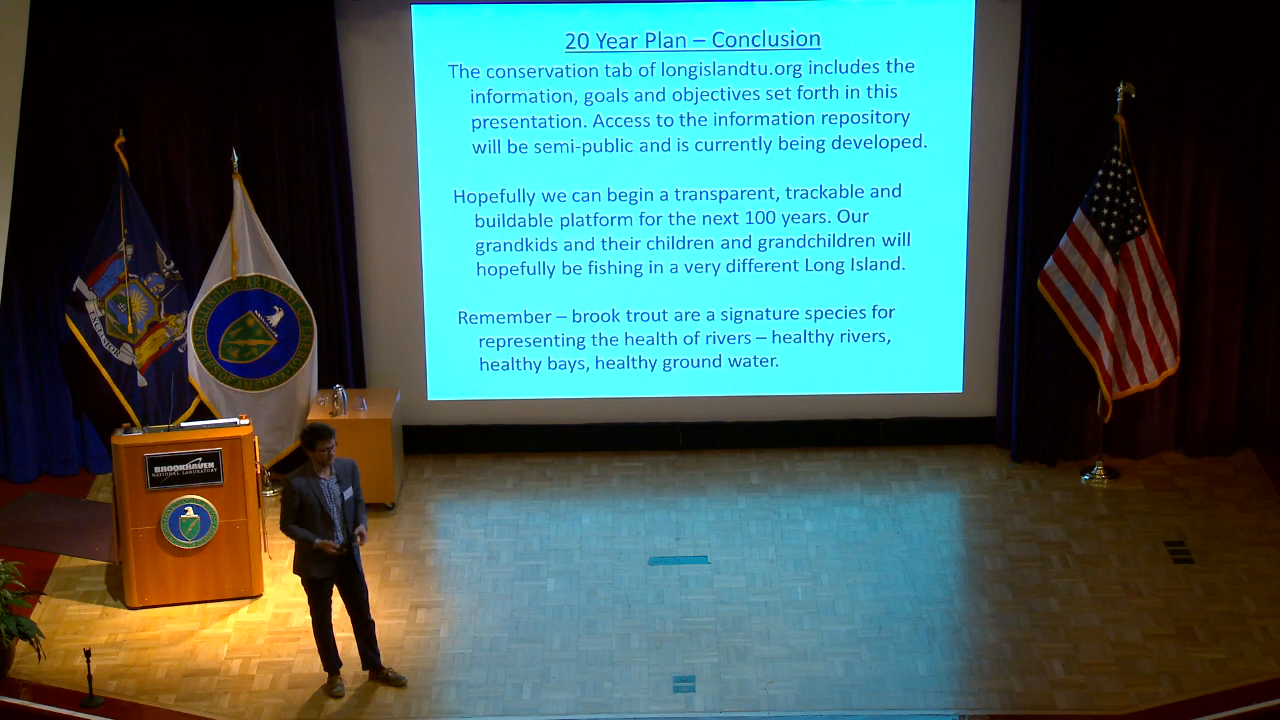 20 Year Plan – Conclusion
The conservation tab of longislandtu.org includes the
information, goals and objectives set forth in this
presentation. Access to the information repository
will be semi-public and is currently being developed.
Hopefully we can begin a transparent, trackable and
buildable platform for the next 100 years. Our
grandkids and their children and grandchildren will
hopefully be fishing in a very different Long Island.
Remember – brook trout are a signature species for
representing the health of rivers – healthy rivers,
healthy bays, healthy ground water.
EXCELSIOR
BROOKHAVEN
NATIONAL LABORATORY